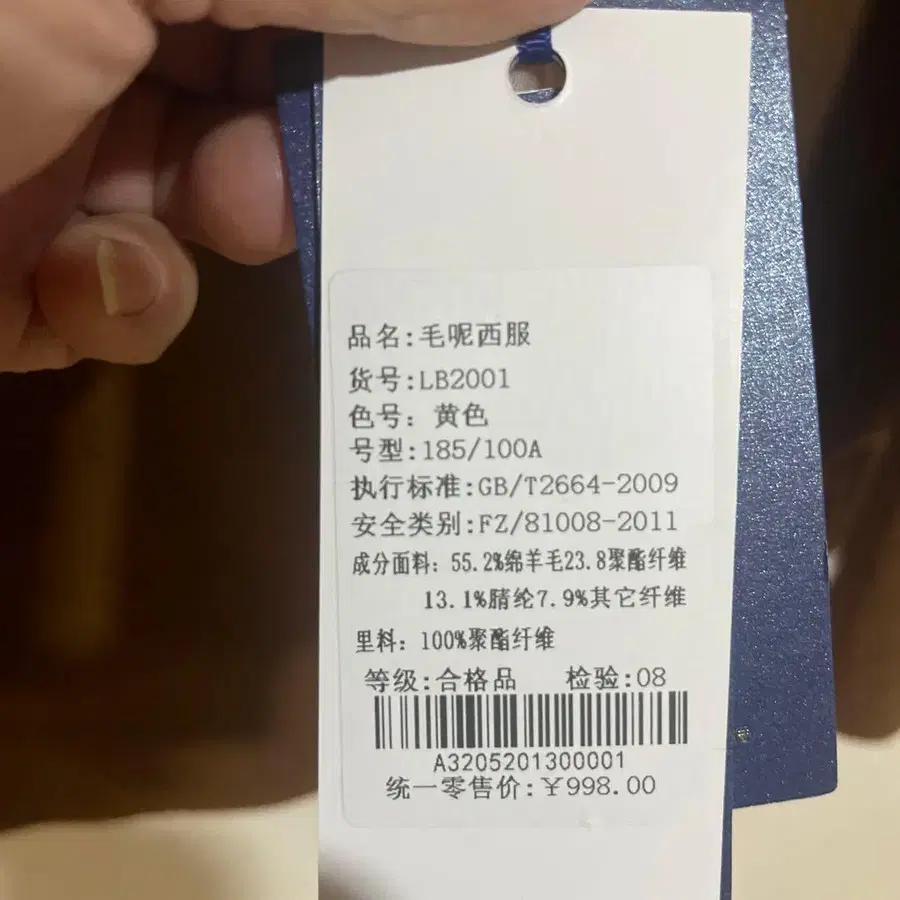 品名:毛呢西服
货号:LB2001
色号：黄色
号型:185/100A
执行标准:GB/T2664-2009
安全类别:FZ/81008-2011
成分面料：55.2%绵羊毛23.8聚酯纤维
13.1%腈纶7.9%其它纤维
里料：100%聚酯纤维
等级:合格品 检验:08
A3205201300001
统一零售价:￥998.00